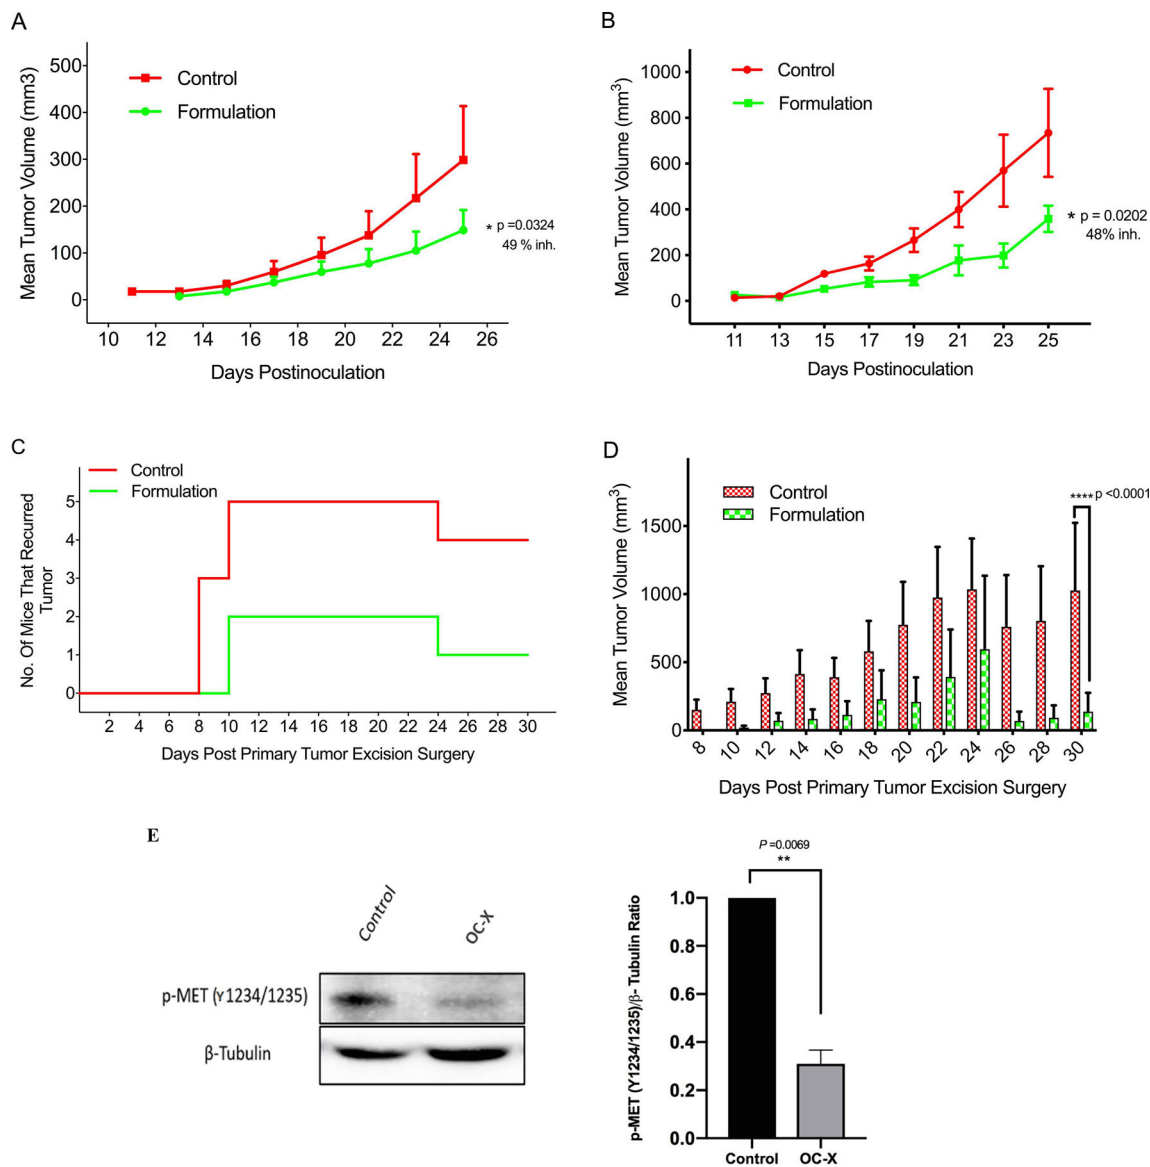 A
Mean Tumor Volume (mm3)
500
400
300
200
100
0
Control
Formulation
* p =0.0324
49 % inh.
10 12 14 16 18 20 22 24 26
Days Postinoculation
B
Mean Tumor Volume (mm³)
1000
800
600
400
200
0
Control
Formulation
* p = 0.0202
48% inh.
11 13 15 17 19 21 23 25
Days Postinoculation
C
No. Of Mice That Recurred
Tumor
Control
Formulation
5
4
3
2
1
0
2 4 6 8 10 12 14 16 18 20 22 24 26 28 30
Days Post Primary Tumor Excision Surgery
D
Mean Tumor Volume (mm³)
Control
Formulation
****p <0.0001
1500
1000
500
0
8 10 12 14 16 18 20 22 24 26 28 30
Days Post Primary Tumor Excision Surgery
E
Control OC-X
p-MET (Y1234/1235)
β-Tubulin
P =0.0069
**
p-MET (Y1234/1235)/β- Tubulin Ratio
1.0
0.8
0.6
0.4
0.2
0.0
Control OC-X